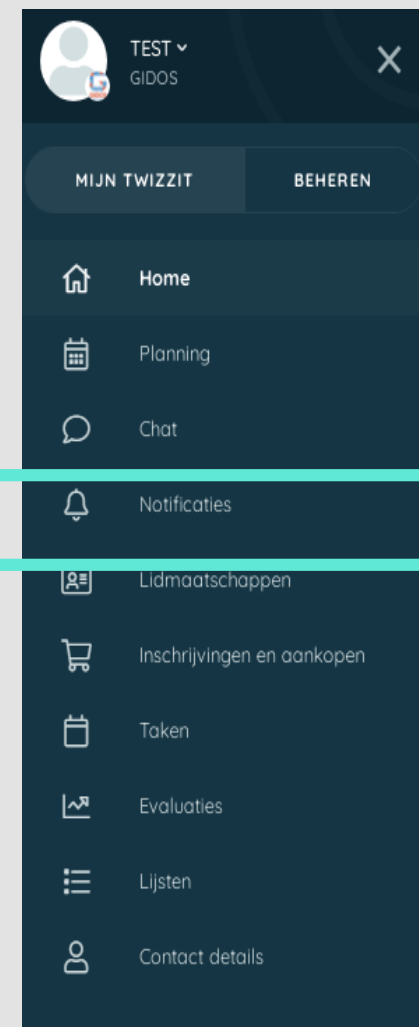 TEST
GIDOS
MIJN TWIZZIT
BEHEREN
Home
Planning
Chat
Notificaties
Lidmaatschappen
Inschrijvingen en aankopen
Taken
Evaluaties
Lijsten
Contact details